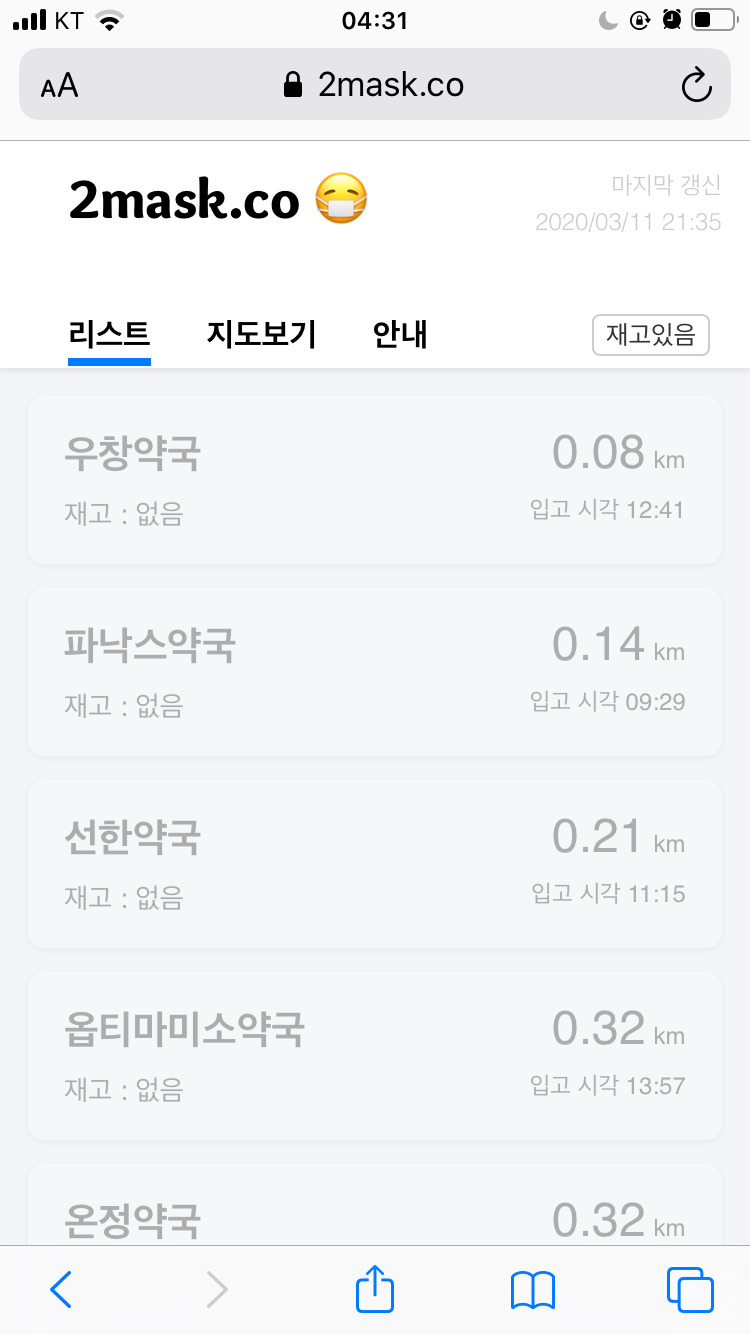 KT 04:31
AA 2mask.co
2mask.co
마지막 갱신
2020/03/11 21:35
리스트 지도보기 안내 재고있음
우창약국 0.08 km
재고 : 없음 입고 시각 12:41
파낙스약국 0.14 km
재고 : 없음 입고 시각 09:29
선한약국 0.21 km
재고 : 없음 입고 시각 11:15
옵티마미소약국 0.32 km
재고 : 없음 입고 시각 13:57
온정약국 0.32 km